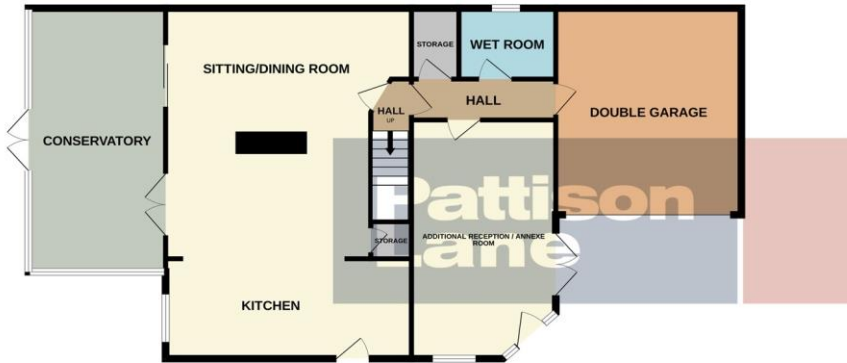 STORAGE
WET ROOM
SITTING/DINING ROOM
HALL
UP
HALL
DOUBLE GARAGE
CONSERVATORY
Pattison
Lane
ADDITIONAL RECEPTION / ANNEXE
ROOM
STORAGE
KITCHEN